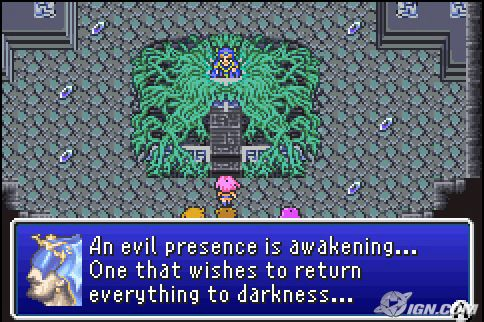 An evil presence is awakening...
One that wishes to return
everything to darkness...
IGN.COM